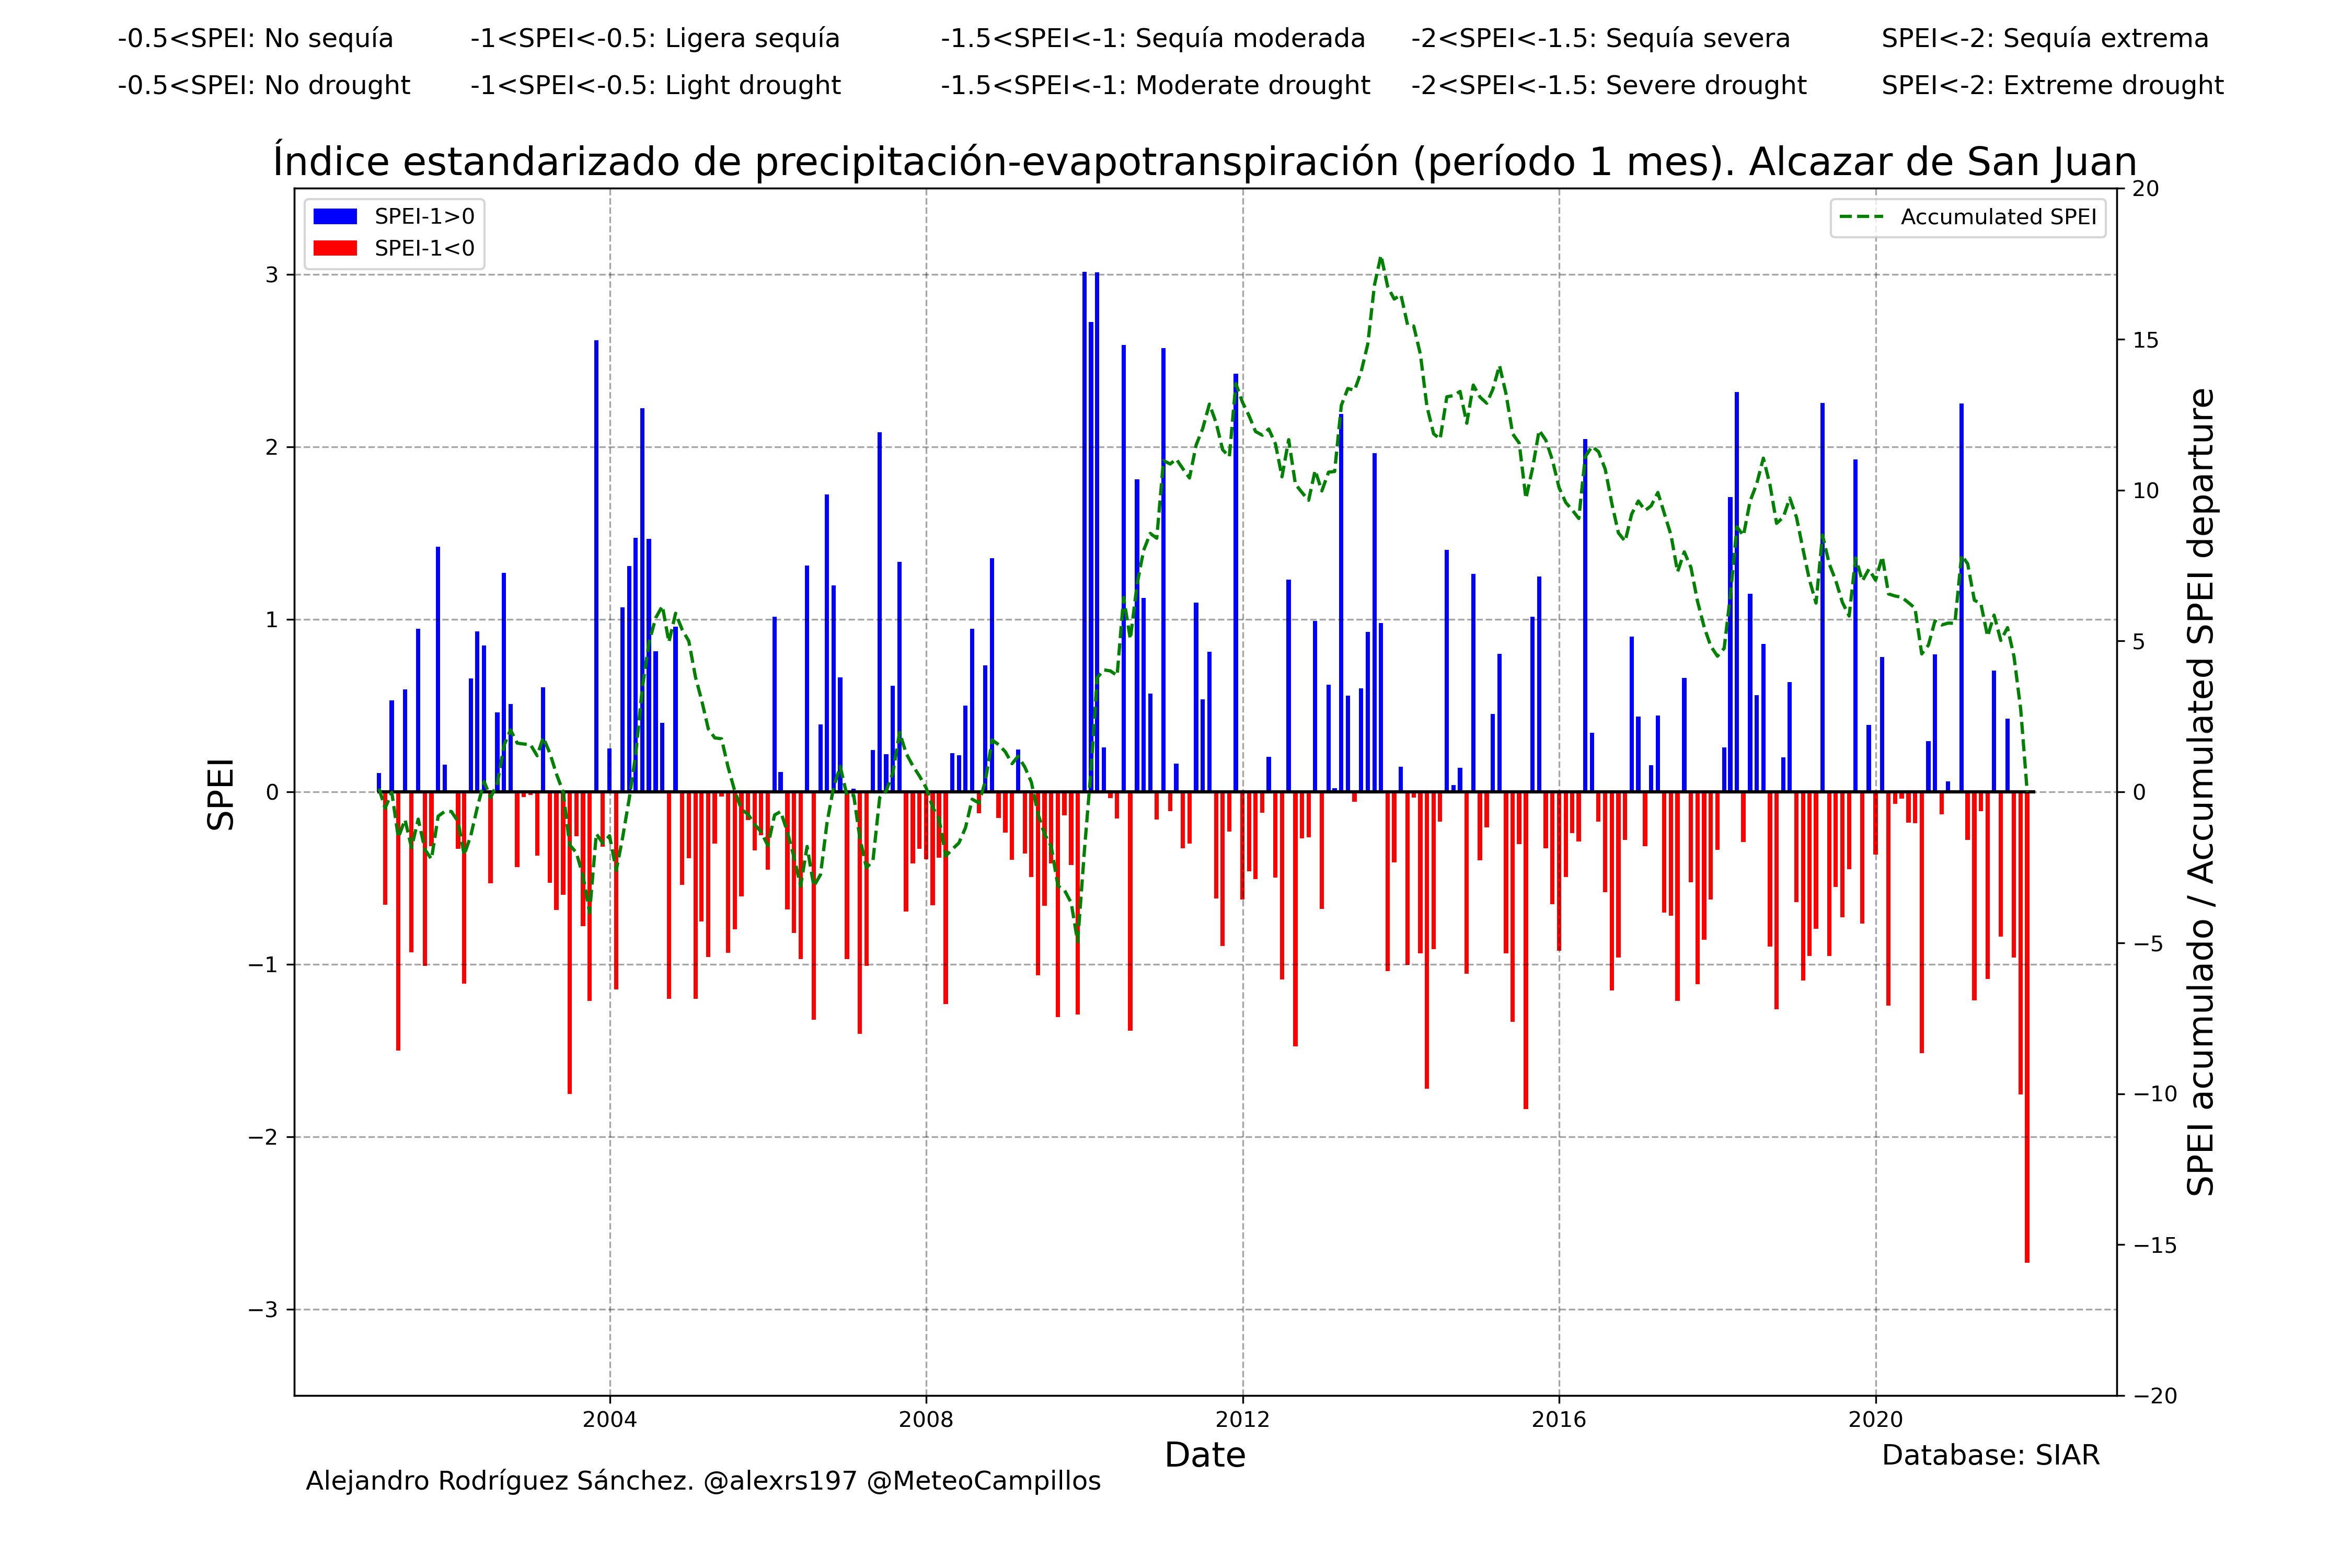 -0.5<SPEI: No sequía -1<SPEI<-0.5: Ligera sequía -1.5<SPEI<-1: Sequía moderada -2<SPEI<-1.5: Sequía severa SPEI<-2: Sequía extrema
-0.5<SPEI: No drought -1<SPEI<-0.5: Light drought -1.5<SPEI<-1: Moderate drought -2<SPEI<-1.5: Severe drought SPEI<-2: Extreme drought
Índice estandarizado de precipitación-evapotranspiración (período 1 mes). Alcazar de San Juan
SPEI-1>0
SPEI-1<0
Accumulated SPEI
SPEI
3
2
1
0
−1
−2
−3
20
15
10
5
0
−5
−10
−15
−20
SPEI acumulado / Accumulated SPEI departure
2004 2008 2012 2016 2020
Date
Database: SIAR
Alejandro Rodríguez Sánchez. @alexrs197 @MeteoCampillos